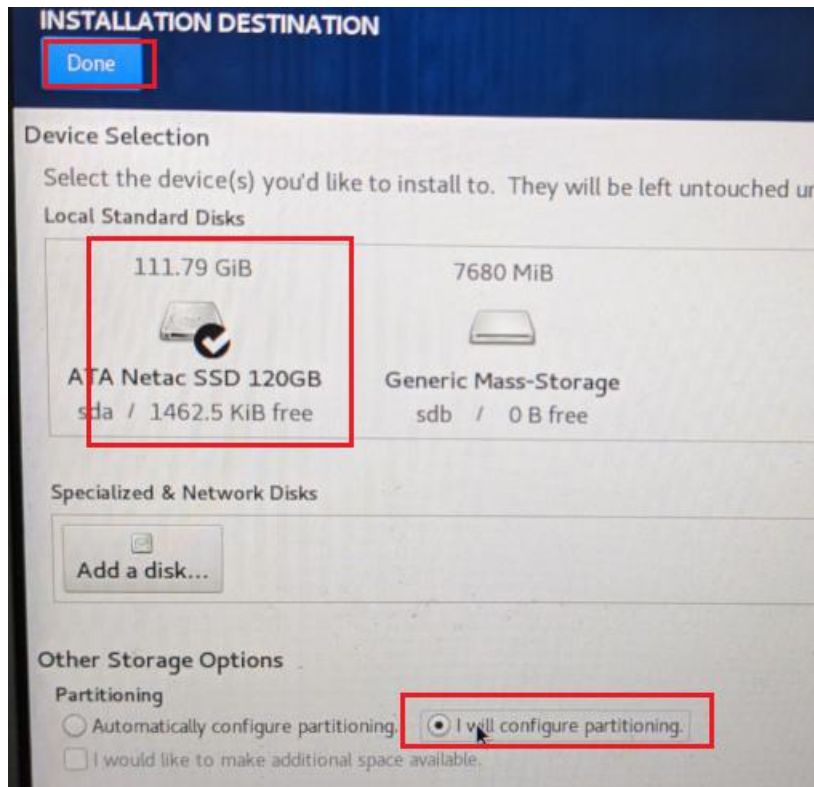 INSTALLATION DESTINATION
Done
Device Selection
Select the device(s) you'd like to install to. They will be left untouched
Local Standard Disks
111.79 GiB
ATA Netac SSD 120GB
sda / 1462.5 KiB free
7680 MiB
Generic Mass-Storage
sdb / 0 B free
Specialized & Network Disks
Add a disk...
Other Storage Options
Partitioning
Automatically configure partitioning. I will configure partitioning.
I would like to make additional space available.